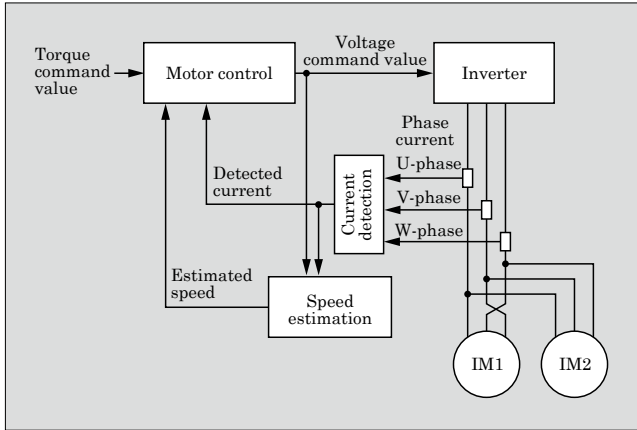 Torque
command
value
Motor control
Voltage
command value
Inverter
Phase
current
U-phase
V-phase
W-phase
Current
detection
Detected
current
Estimated
speed
Speed
estimation
IM1
IM2